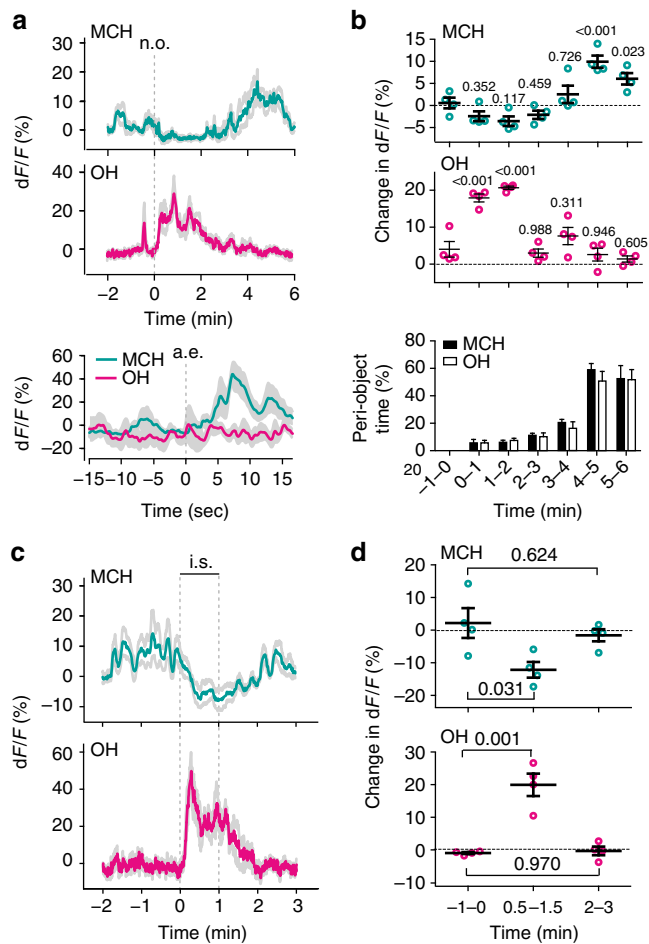 a
MCH
n.o.
30
20
10
0
dF/F (%)
OH
40
20
0
−2 0 2 4 6
Time (min)
60
40
20
0
−20
dF/F (%)
MCH
OH
a.e.
−15 −10 −5 0 5 10 15
Time (sec)
b
MCH
15
10
5
0
−5
0.352
0.117
0.459
0.726
<0.001
0.023
Change in dF/F (%)
OH
30
20
10
0
<0.001
<0.001
0.988
0.311
0.946
0.605
Peri-object
time (%)
80
60
40
20
0
20
MCH
OH
−1–0 0–1 1–2 2–3 3–4 4–5 5–6
Time (min)
c
MCH
i.s.
30
20
10
0
−10
dF/F (%)
OH
60
40
20
0
−2 −1 0 1 2 3
Time (min)
d
MCH
20
10
0
−10
−20
0.624
0.031
Change in dF/F (%)
OH
30
20
10
0
−10
0.001
0.970
−1–0 0.5–1.5 2–3
Time (min)